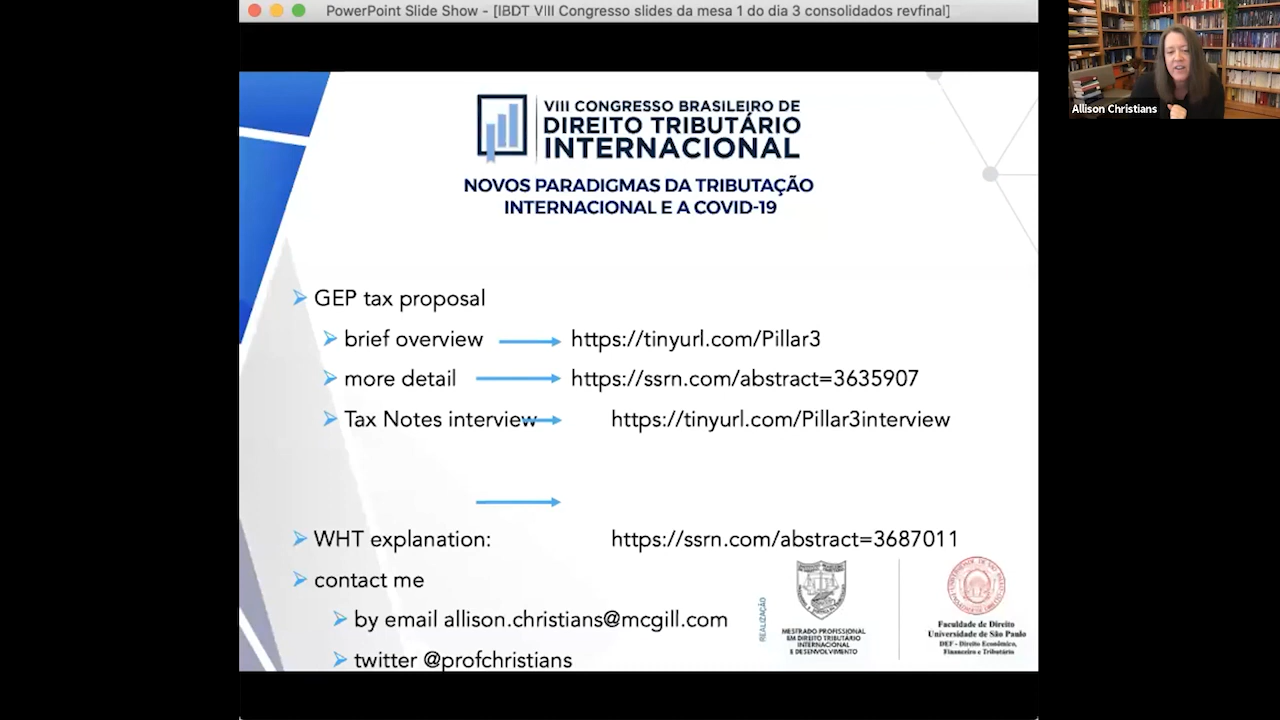 PowerPoint Slide Show - [IBDT VIII Congresso slides da mesa 1 do dia 3 consolidados revfinal]
Allison Christians
VIII CONGRESSO BRASILEIRO DE
DIREITO TRIBUTÁRIO
INTERNACIONAL
NOVOS PARADIGMAS DA TRIBUTAÇÃO
INTERNACIONAL E A COVID-19
GEP tax proposal
brief overview https://tinyurl.com/Pillar3
more detail https://ssrn.com/abstract=3635907
Tax Notes interview https://tinyurl.com/Pillar3interview
WHT explanation: https://ssrn.com/abstract=3687011
contact me
by email allison.christians@mcgill.com
twitter @profchristians
REALIZAÇÃO
MESTRADO PROFISSIONAL
EM DIREITO TRIBUTÁRIO
INTERNACIONAL
E DESENVOLVIMENTO
Faculdade de Direito
Universidade de São Paulo
DEF - Direito Econômico,
Financeiro e Tributário